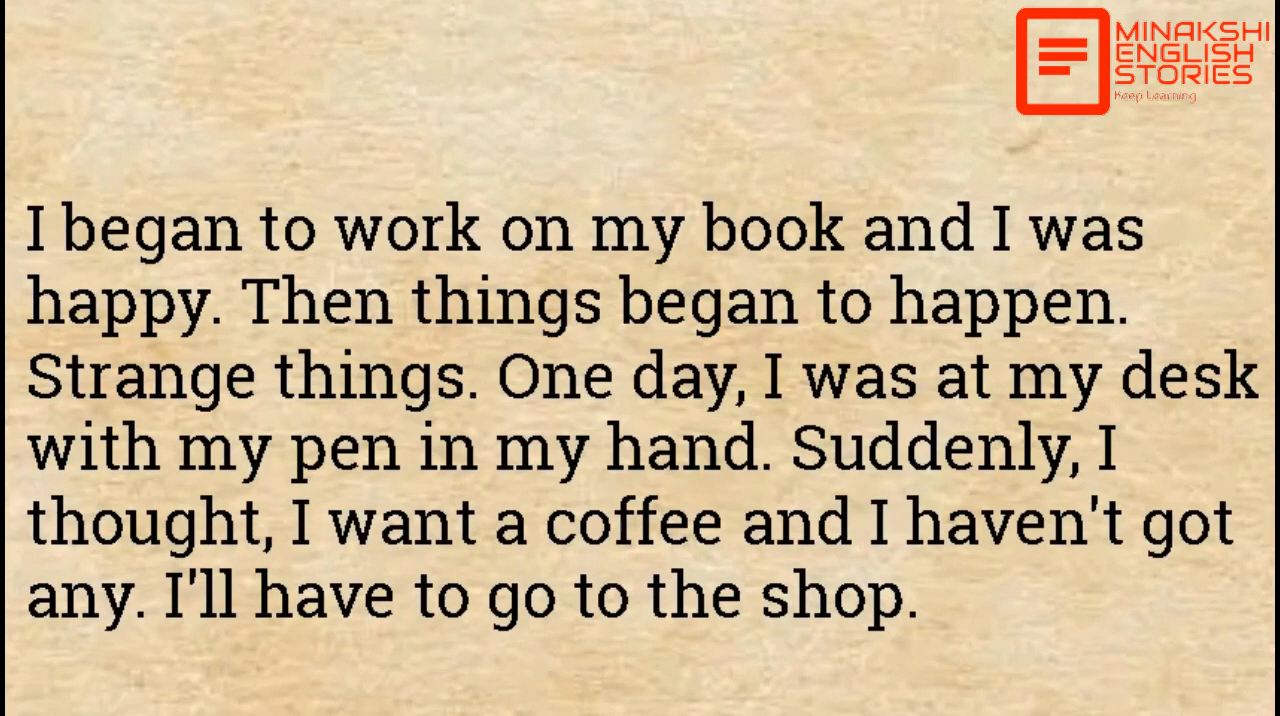 MINAKSHI
ENGLISH
STORIES
Keep Learning
I began to work on my book and I was
happy. Then things began to happen.
Strange things. One day, I was at my desk
with my pen in my hand. Suddenly, I
thought, I want a coffee and I haven't got
any. I'll have to go to the shop.